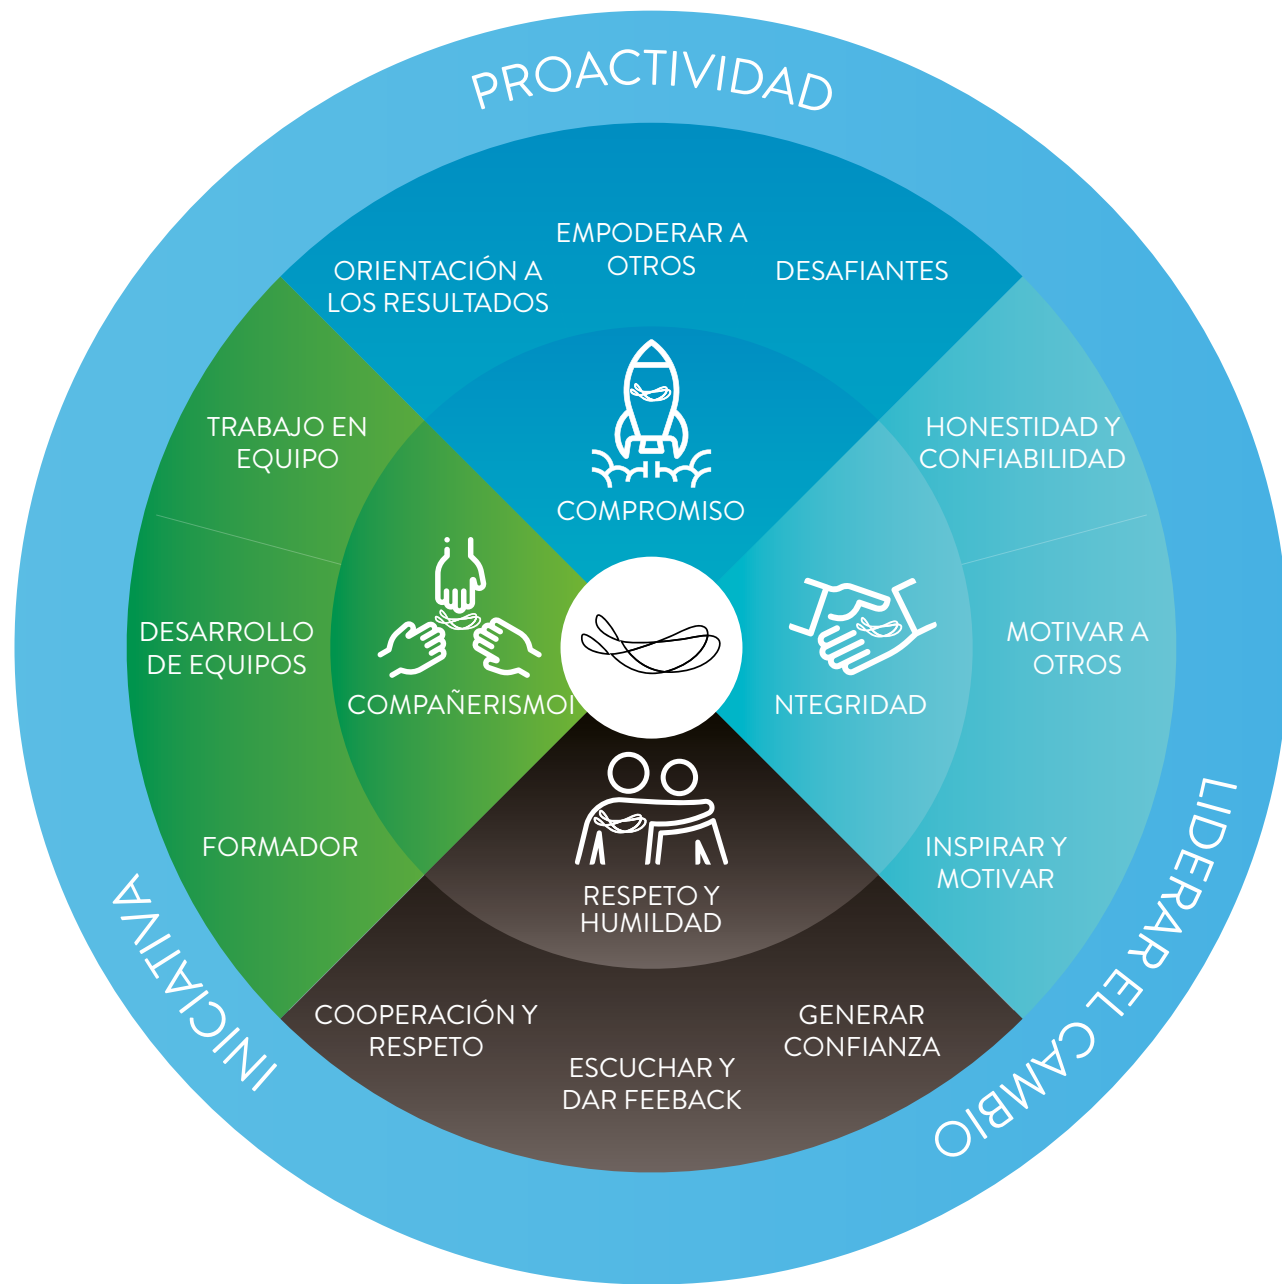 PROACTIVIDAD
EMPODERAR A
OTROS
ORIENTACIÓN A
LOS RESULTADOS
DESAFIANTES
COMPROMISO
TRABAJO EN
EQUIPO
DESARROLLO
DE EQUIPOS
FORMADOR
COMPAÑERISMOI
HONESTIDAD Y
CONFIABILIDAD
MOTIVAR A
OTROS
INSPIRAR Y
MOTIVAR
NTEGRIDAD
RESPETO Y
HUMILDAD
COOPERACIÓN Y
RESPETO
ESCUCHAR Y
DAR FEEBACK
GENERAR
CONFIANZA
INICIATIVA
LIDERAR EL CAMBIO